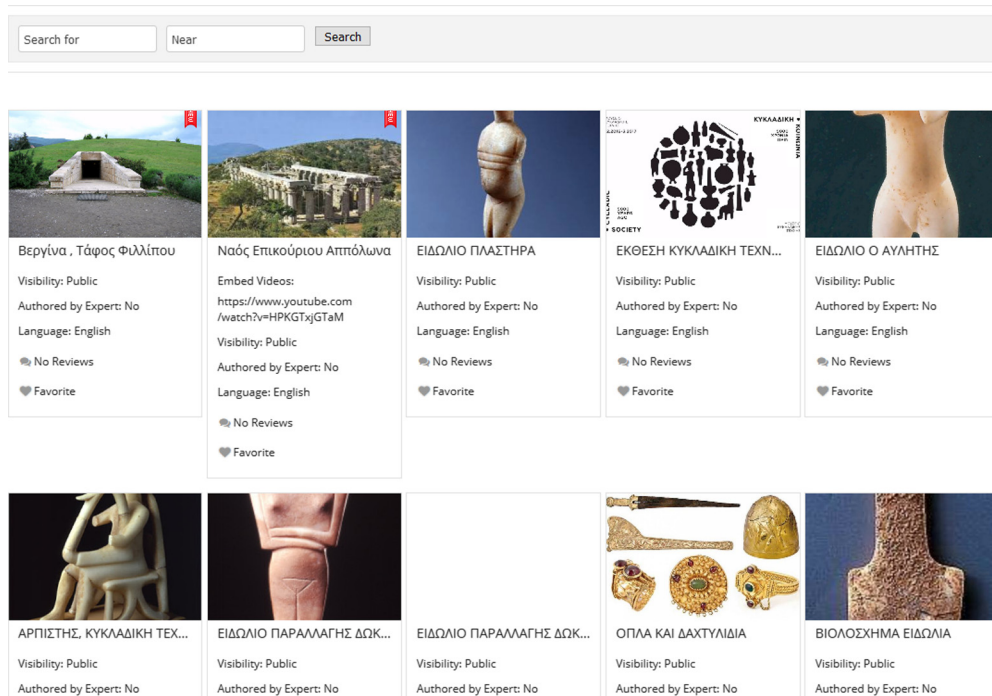 Search for
Near
Search
ΚΥΚΛΑΔΙΚΗ
ΚΟΙΝΩΝΙΑ
SOCIETY
Βεργίνα , Τάφος Φιλλίπου
Visibility: Public
Authored by Expert: No
Language: English
No Reviews
Favorite
Ναός Επικούριου Αππόλωνα
Embed Videos:
https://www.youtube.com
/watch?v=HPKGTxjGTaM
Visibility: Public
Authored by Expert: No
Language: English
No Reviews
Favorite
ΕΙΔΩΛΙΟ ΠΛΑΣΤΗΡΑ
Visibility: Public
Authored by Expert: No
Language: English
No Reviews
Favorite
ΕΚΘΕΣΗ ΚΥΚΛΑΔΙΚΗ ΤΕΧΝ...
Visibility: Public
Authored by Expert: No
Language: English
No Reviews
Favorite
ΕΙΔΩΛΙΟ Ο ΑΥΛΗΤΗΣ
Visibility: Public
Authored by Expert: No
Language: English
No Reviews
Favorite
ΑΡΠΙΣΤΗΣ, ΚΥΚΛΑΔΙΚΗ ΤΕΧ...
Visibility: Public
Authored by Expert: No
ΕΙΔΩΛΙΟ ΠΑΡΑΛΛΑΓΗΣ ΔΩΚ...
Visibility: Public
Authored by Expert: No
ΕΙΔΩΛΙΟ ΠΑΡΑΛΛΑΓΗΣ ΔΩΚ...
Visibility: Public
Authored by Expert: No
ΟΠΛΑ ΚΑΙ ΔΑΧΤΥΛΙΔΙΑ
Visibility: Public
Authored by Expert: No
ΒΙΟΛΟΣΧΗΜΑ ΕΙΔΩΛΙΑ
Visibility: Public
Authored by Expert: No